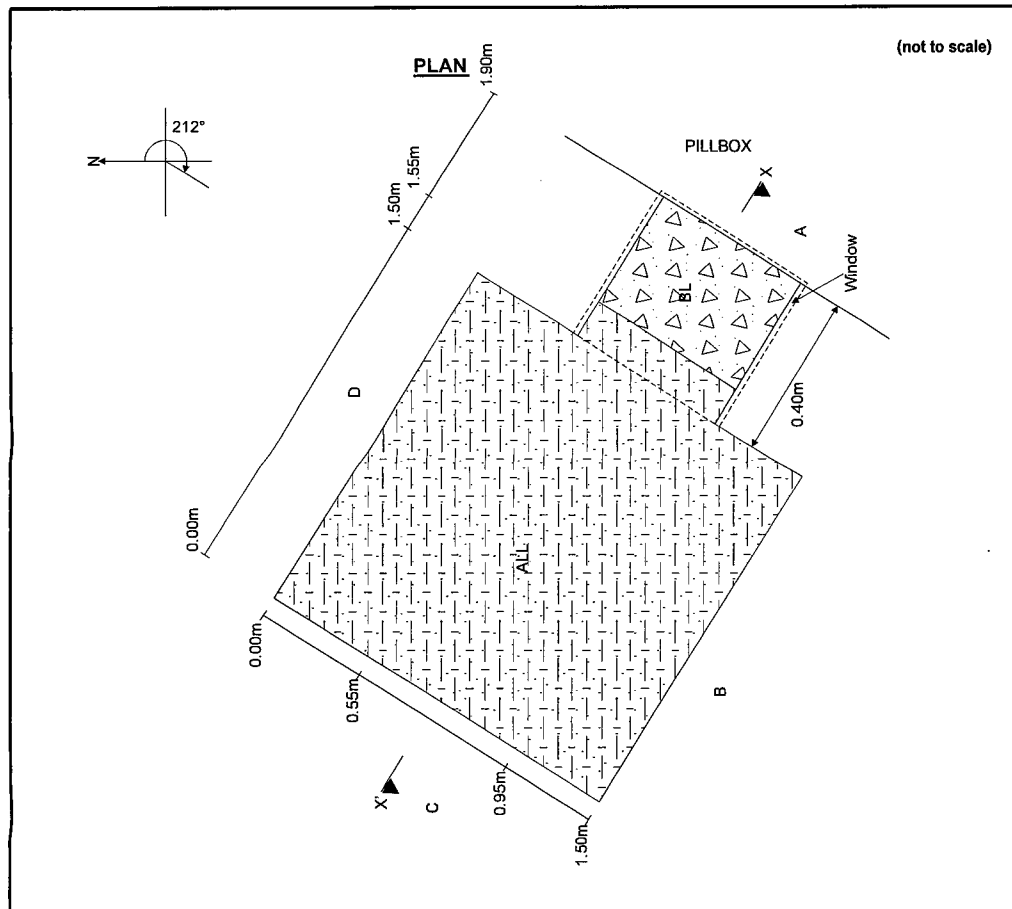 (not to scale)
PLAN
1.90m
1.55m
1.50m
0.00m
212°
N
PILLBOX
X
A
Window
BL
0.40m
D
ALL
0.00m
0.55m
0.95m
1.50m
X'
C
B